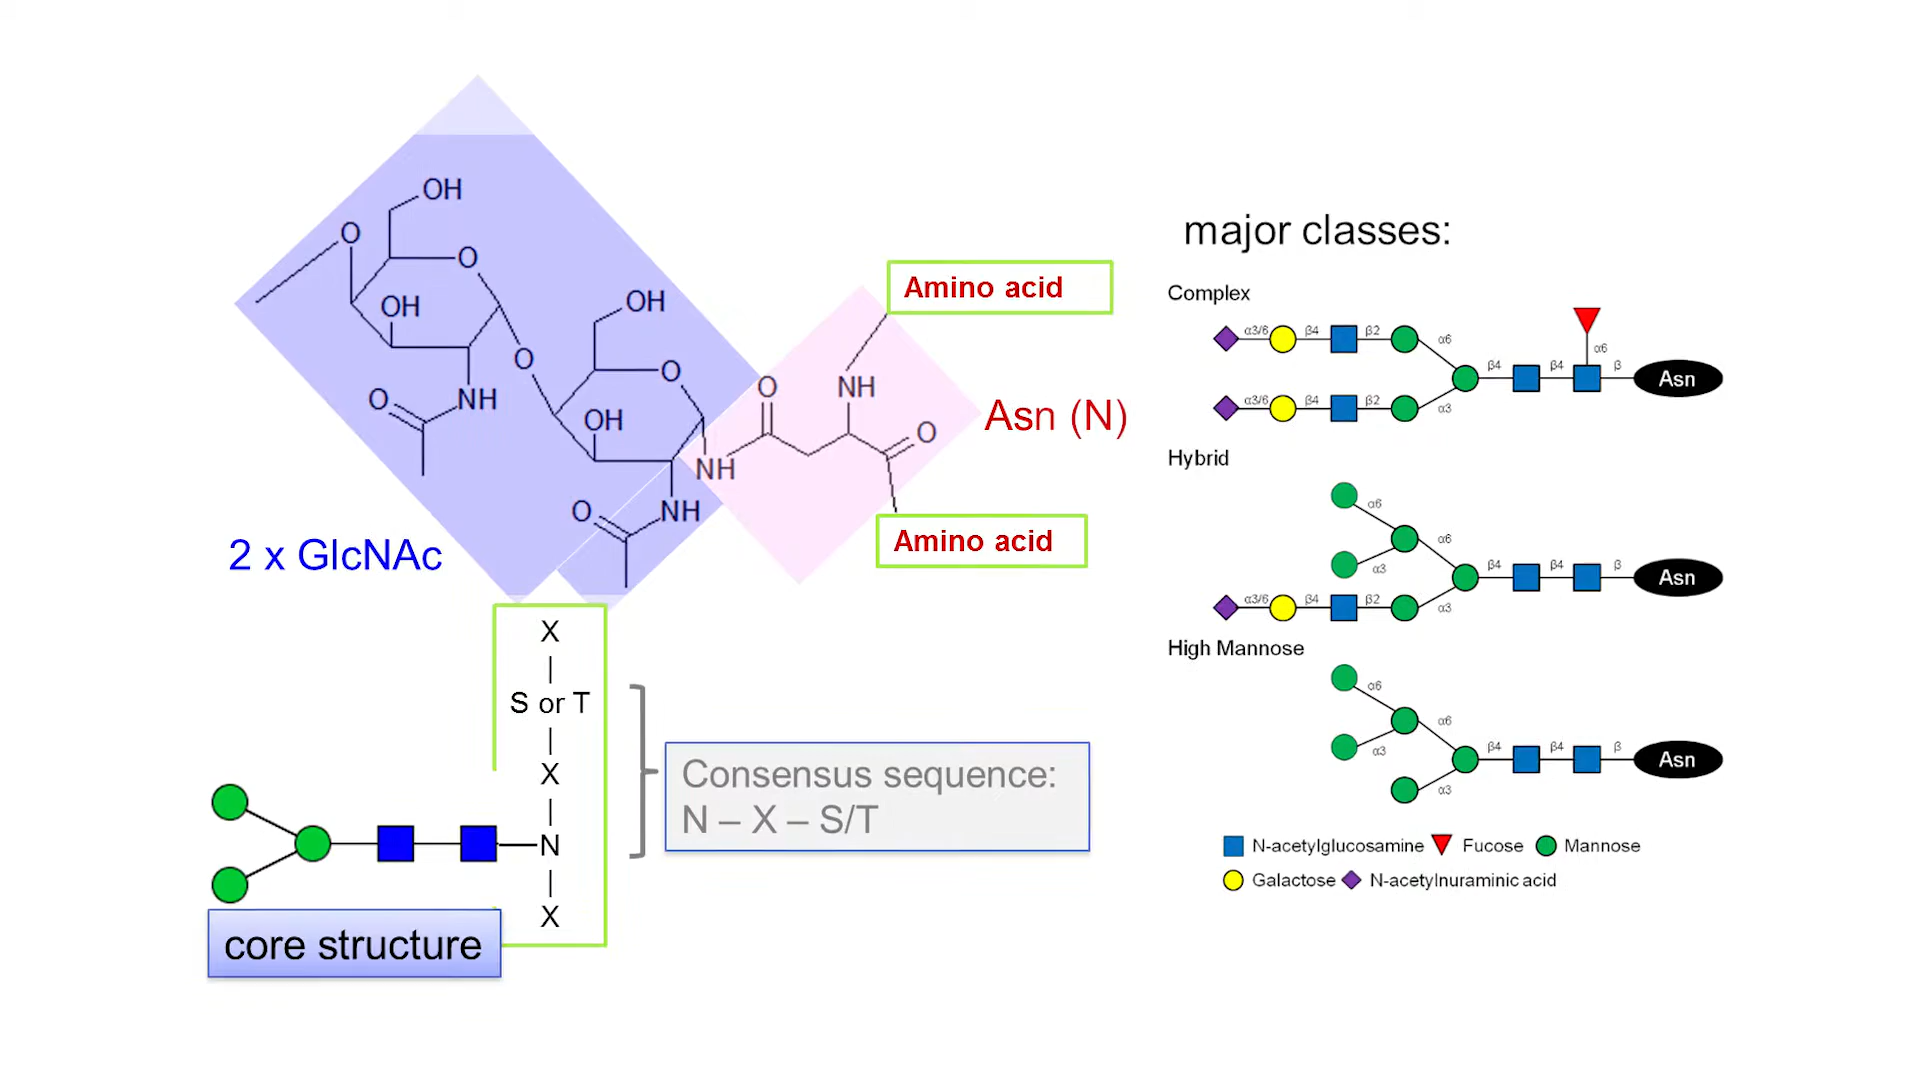 OH
O
O
OH
OH
O
O
O
NH
OH
NH
O
NH
O
NH
O
Amino acid
Asn (N)
Amino acid
2 x GlcNAc
X
S or T
X
N
X
Consensus sequence:
N – X – S/T
core structure
major classes:
Complex
α3/6 β4 β2 α6
α6
β4 β4 β Asn
α3/6 β4 β2 α3
Hybrid
α6
α6
α3
β4 β4 β Asn
α3/6 β4 β2 α3
High Mannose
α6
α6
α3
β4 β4 β Asn
α3
N-acetylglucosamine Fucose Mannose
Galactose N-acetylnuraminic acid